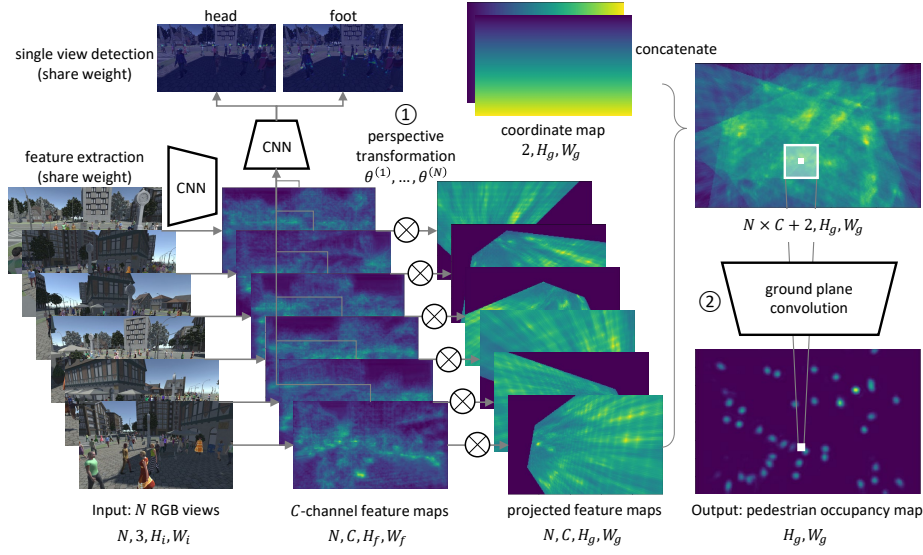 head
foot
single view detection
(share weight)
concatenate
①
perspective
transformation
θ^{(1)}, ..., θ^{(N)}
CNN
coordinate map
2, H_g, W_g
feature extraction
(share weight)
CNN
N × C + 2, H_g, W_g
②
ground plane
convolution
Input: N RGB views
N, 3, H_i, W_i
C-channel feature maps
N, C, H_f, W_f
projected feature maps
N, C, H_g, W_g
Output: pedestrian occupancy map
H_g, W_g